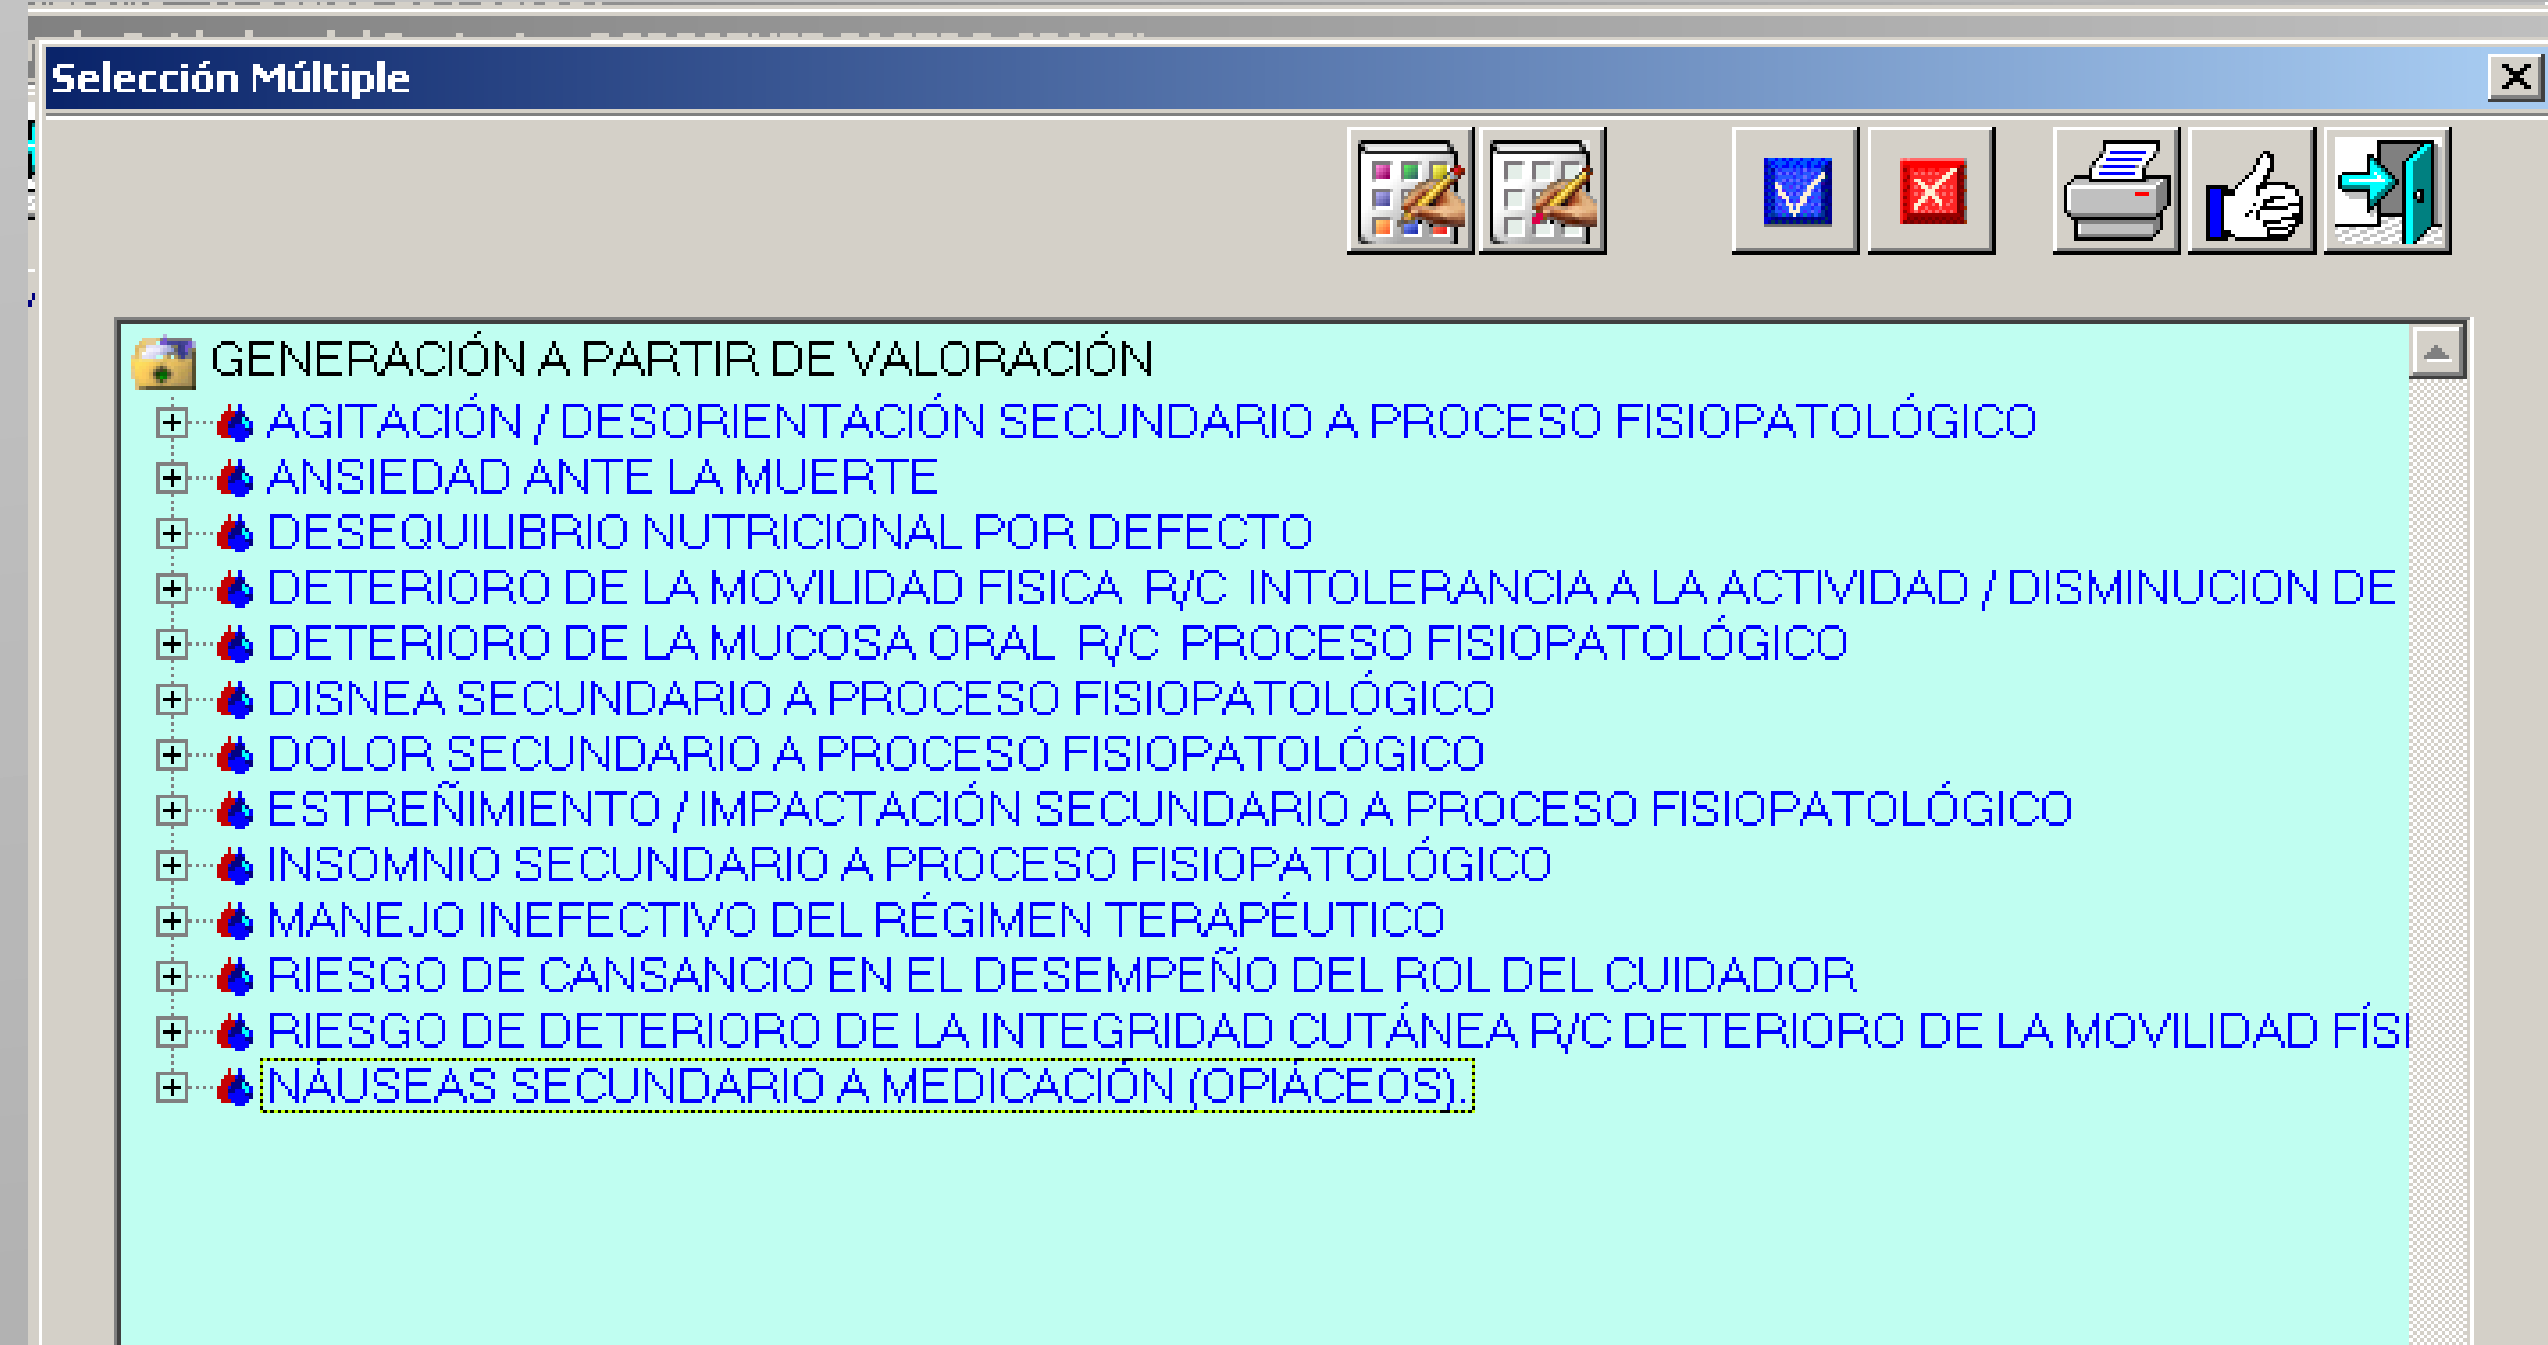 Selección Múltiple
GENERACIÓN A PARTIR DE VALORACIÓN
AGITACIÓN / DESORIENTACIÓN SECUNDARIO A PROCESO FISIOPATOLÓGICO
ANSIEDAD ANTE LA MUERTE
DESEQUILIBRIO NUTRICIONAL POR DEFECTO
DETERIORO DE LA MOVILIDAD FISICA R/C INTOLERANCIA A LA ACTIVIDAD / DISMINUCION DE
DETERIORO DE LA MUCOSA ORAL R/C PROCESO FISIOPATOLÓGICO
DISNEA SECUNDARIO A PROCESO FISIOPATOLÓGICO
DOLOR SECUNDARIO A PROCESO FISIOPATOLÓGICO
ESTREÑIMIENTO / IMPACTACIÓN SECUNDARIO A PROCESO FISIOPATOLÓGICO
INSOMNIO SECUNDARIO A PROCESO FISIOPATOLÓGICO
MANEJO INEFECTIVO DEL RÉGIMEN TERAPÉUTICO
RIESGO DE CANSANCIO EN EL DESEMPEÑO DEL ROL DEL CUIDADOR
RIESGO DE DETERIORO DE LA INTEGRIDAD CUTÁNEA R/C DETERIORO DE LA MOVILIDAD FÍSI
NÁUSEAS SECUNDARIO A MEDICACIÓN (OPIÁCEOS).